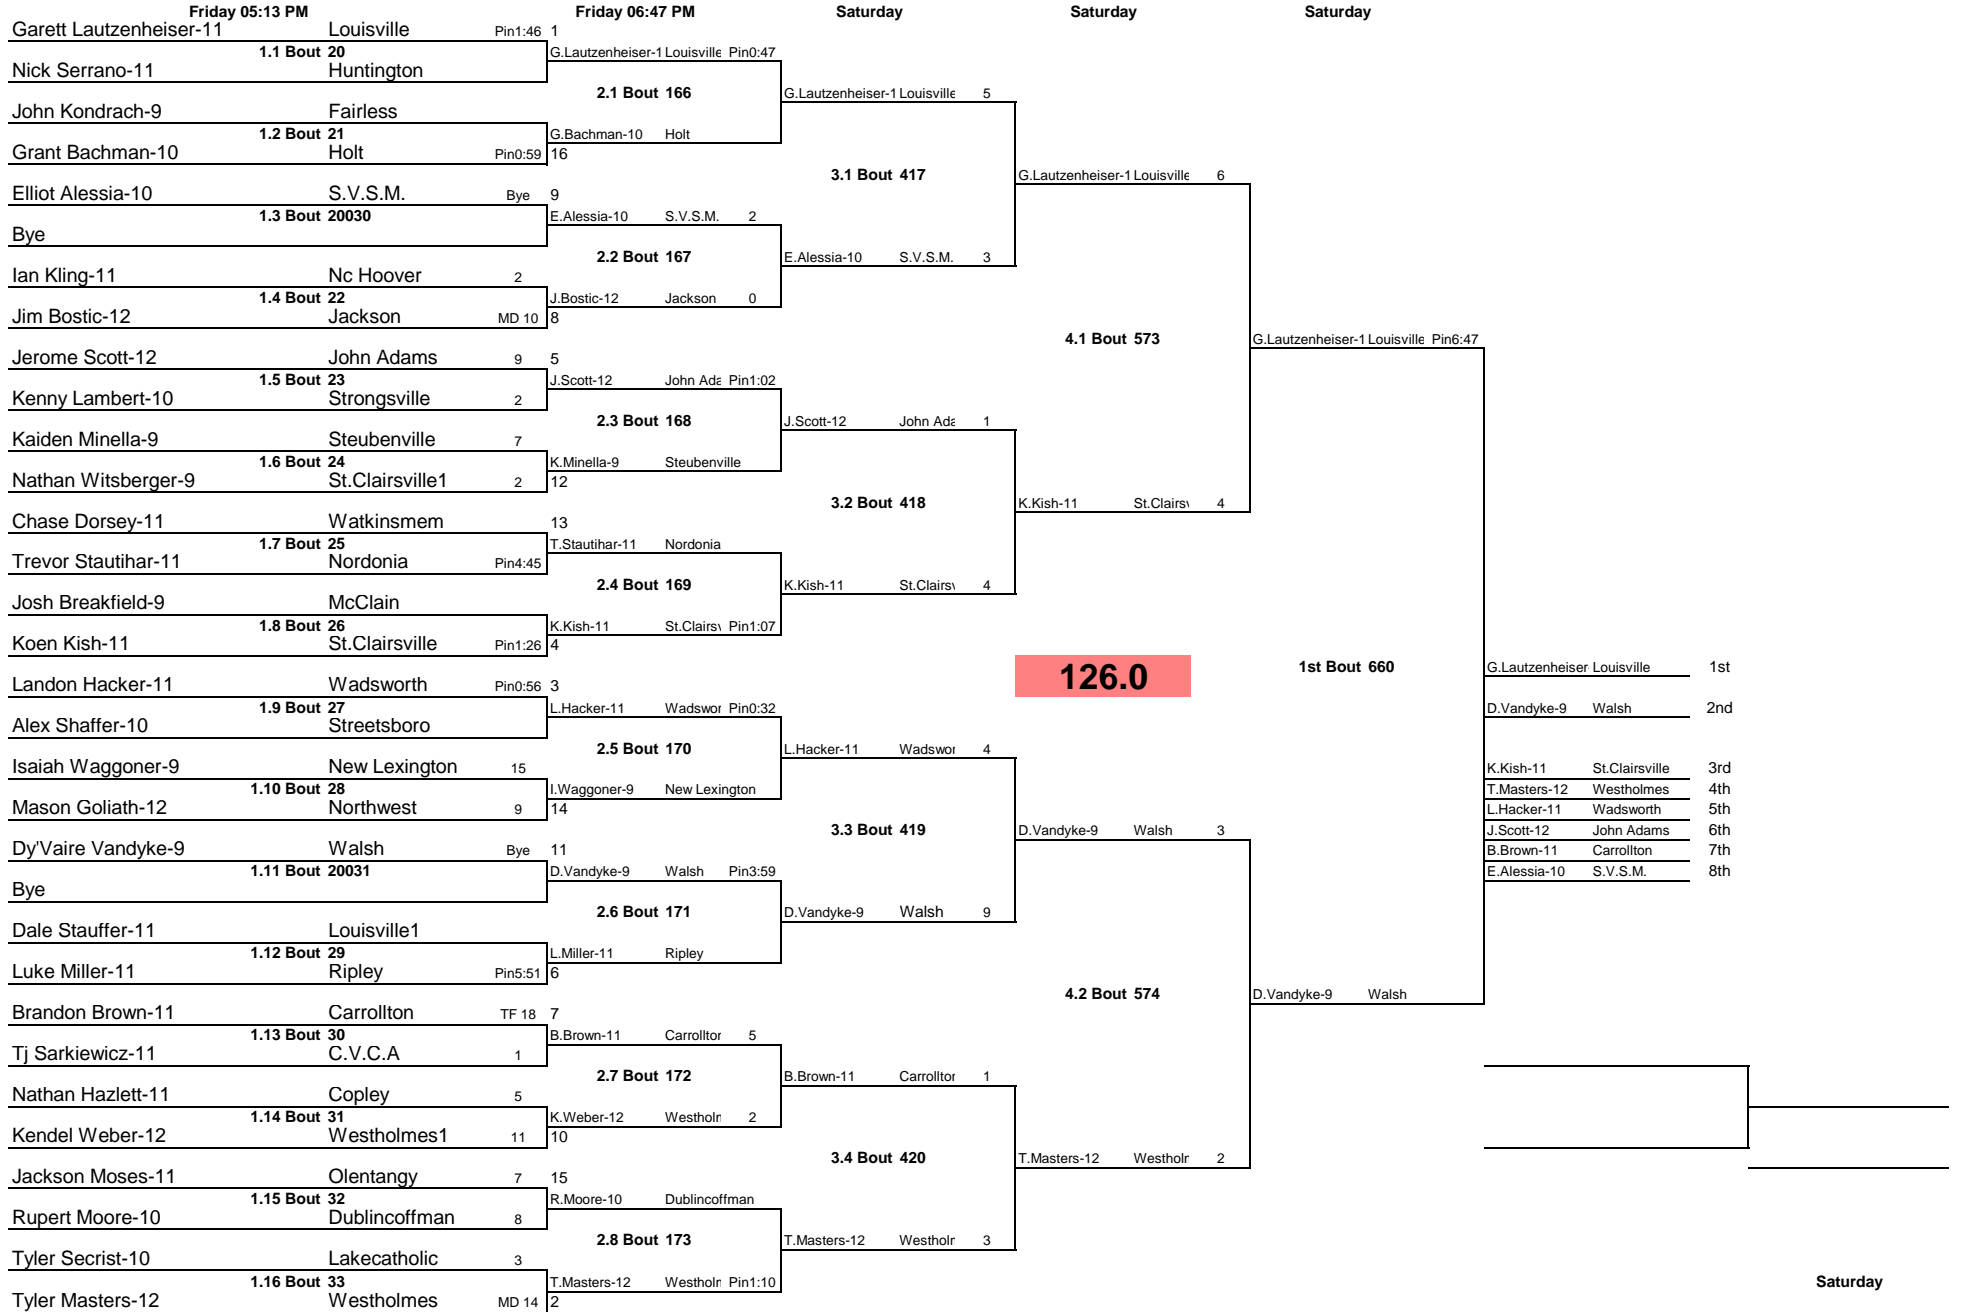 Friday 05:13 PM Friday 06:47 PM Saturday Saturday Saturday
Garett Lautzenheiser-11 Louisville Pin1:46 1
1.1 Bout 20 G.Lautzenheiser-1 Louisville Pin0:47
Nick Serrano-11 Huntington
2.1 Bout 166 G.Lautzenheiser-1 Louisville 5
John Kondrach-9 Fairless
1.2 Bout 21 G.Bachman-10 Holt
Grant Bachman-10 Holt Pin0:59 16
3.1 Bout 417 G.Lautzenheiser-1 Louisville 6
Elliot Alessia-10 S.V.S.M. Bye 9
1.3 Bout 20030 E.Alessia-10 S.V.S.M. 2
Bye
2.2 Bout 167 E.Alessia-10 S.V.S.M. 3
Ian Kling-11 Nc Hoover 2
1.4 Bout 22 J.Bostic-12 Jackson 0
Jim Bostic-12 Jackson MD 10 8
4.1 Bout 573 G.Lautzenheiser-1 Louisville Pin6:47
Jerome Scott-12 John Adams 9 5
1.5 Bout 23 J.Scott-12 John Ada Pin1:02
Kenny Lambert-10 Strongsville 2
2.3 Bout 168 J.Scott-12 John Ada 1
Kaiden Minella-9 Steubenville 7
1.6 Bout 24 K.Minella-9 Steubenville
Nathan Witsberger-9 St.Clairsville1 2 12
3.2 Bout 418 K.Kish-11 St.Clairsv 4
Chase Dorsey-11 Watkinsmem 13
1.7 Bout 25 T.Stautihar-11 Nordonia
Trevor Stautihar-11 Nordonia Pin4:45
2.4 Bout 169 K.Kish-11 St.Clairsv 4
Josh Breakfield-9 McClain
1.8 Bout 26 K.Kish-11 St.Clairsv Pin1:07
Koen Kish-11 St.Clairsville Pin1:26 4
126.0 1st Bout 660 G.Lautzenheiser Louisville 1st
Landon Hacker-11 Wadsworth Pin0:56 3
1.9 Bout 27 L.Hacker-11 Wadswor Pin0:32 D.Vandyke-9 Walsh 2nd
Alex Shaffer-10 Streetsboro
2.5 Bout 170 L.Hacker-11 Wadswor 4
Isaiah Waggoner-9 New Lexington 15 K.Kish-11 St.Clairsville 3rd
1.10 Bout 28 I.Waggoner-9 New Lexington T.Masters-12 Westholmes 4th
Mason Goliath-12 Northwest 9 14 L.Hacker-11 Wadsworth 5th
3.3 Bout 419 D.Vandyke-9 Walsh 3 J.Scott-12 John Adams 6th
Dy'Vaire Vandyke-9 Walsh Bye 11 B.Brown-11 Carrollton 7th
1.11 Bout 20031 D.Vandyke-9 Walsh Pin3:59 E.Alessia-10 S.V.S.M. 8th
Bye
2.6 Bout 171 D.Vandyke-9 Walsh 9
Dale Stauffer-11 Louisville1
1.12 Bout 29 L.Miller-11 Ripley
Luke Miller-11 Ripley Pin5:51 6
4.2 Bout 574 D.Vandyke-9 Walsh
Brandon Brown-11 Carrollton TF 18 7
1.13 Bout 30 B.Brown-11 Carrolltor 5
Tj Sarkiewicz-11 C.V.C.A 1
2.7 Bout 172 B.Brown-11 Carrolltor 1
Nathan Hazlett-11 Copley 5
1.14 Bout 31 K.Weber-12 Westholn 2
Kendel Weber-12 Westholmes1 11 10
3.4 Bout 420 T.Masters-12 Westholr 2
Jackson Moses-11 Olentangy 7 15
1.15 Bout 32 R.Moore-10 Dublincoffman
Rupert Moore-10 Dublincoffman 8
2.8 Bout 173 T.Masters-12 Westholr 3
Tyler Secrist-10 Lakecatholic 3
1.16 Bout 33 T.Masters-12 Westholn Pin1:10 Saturday
Tyler Masters-12 Westholmes MD 14 2